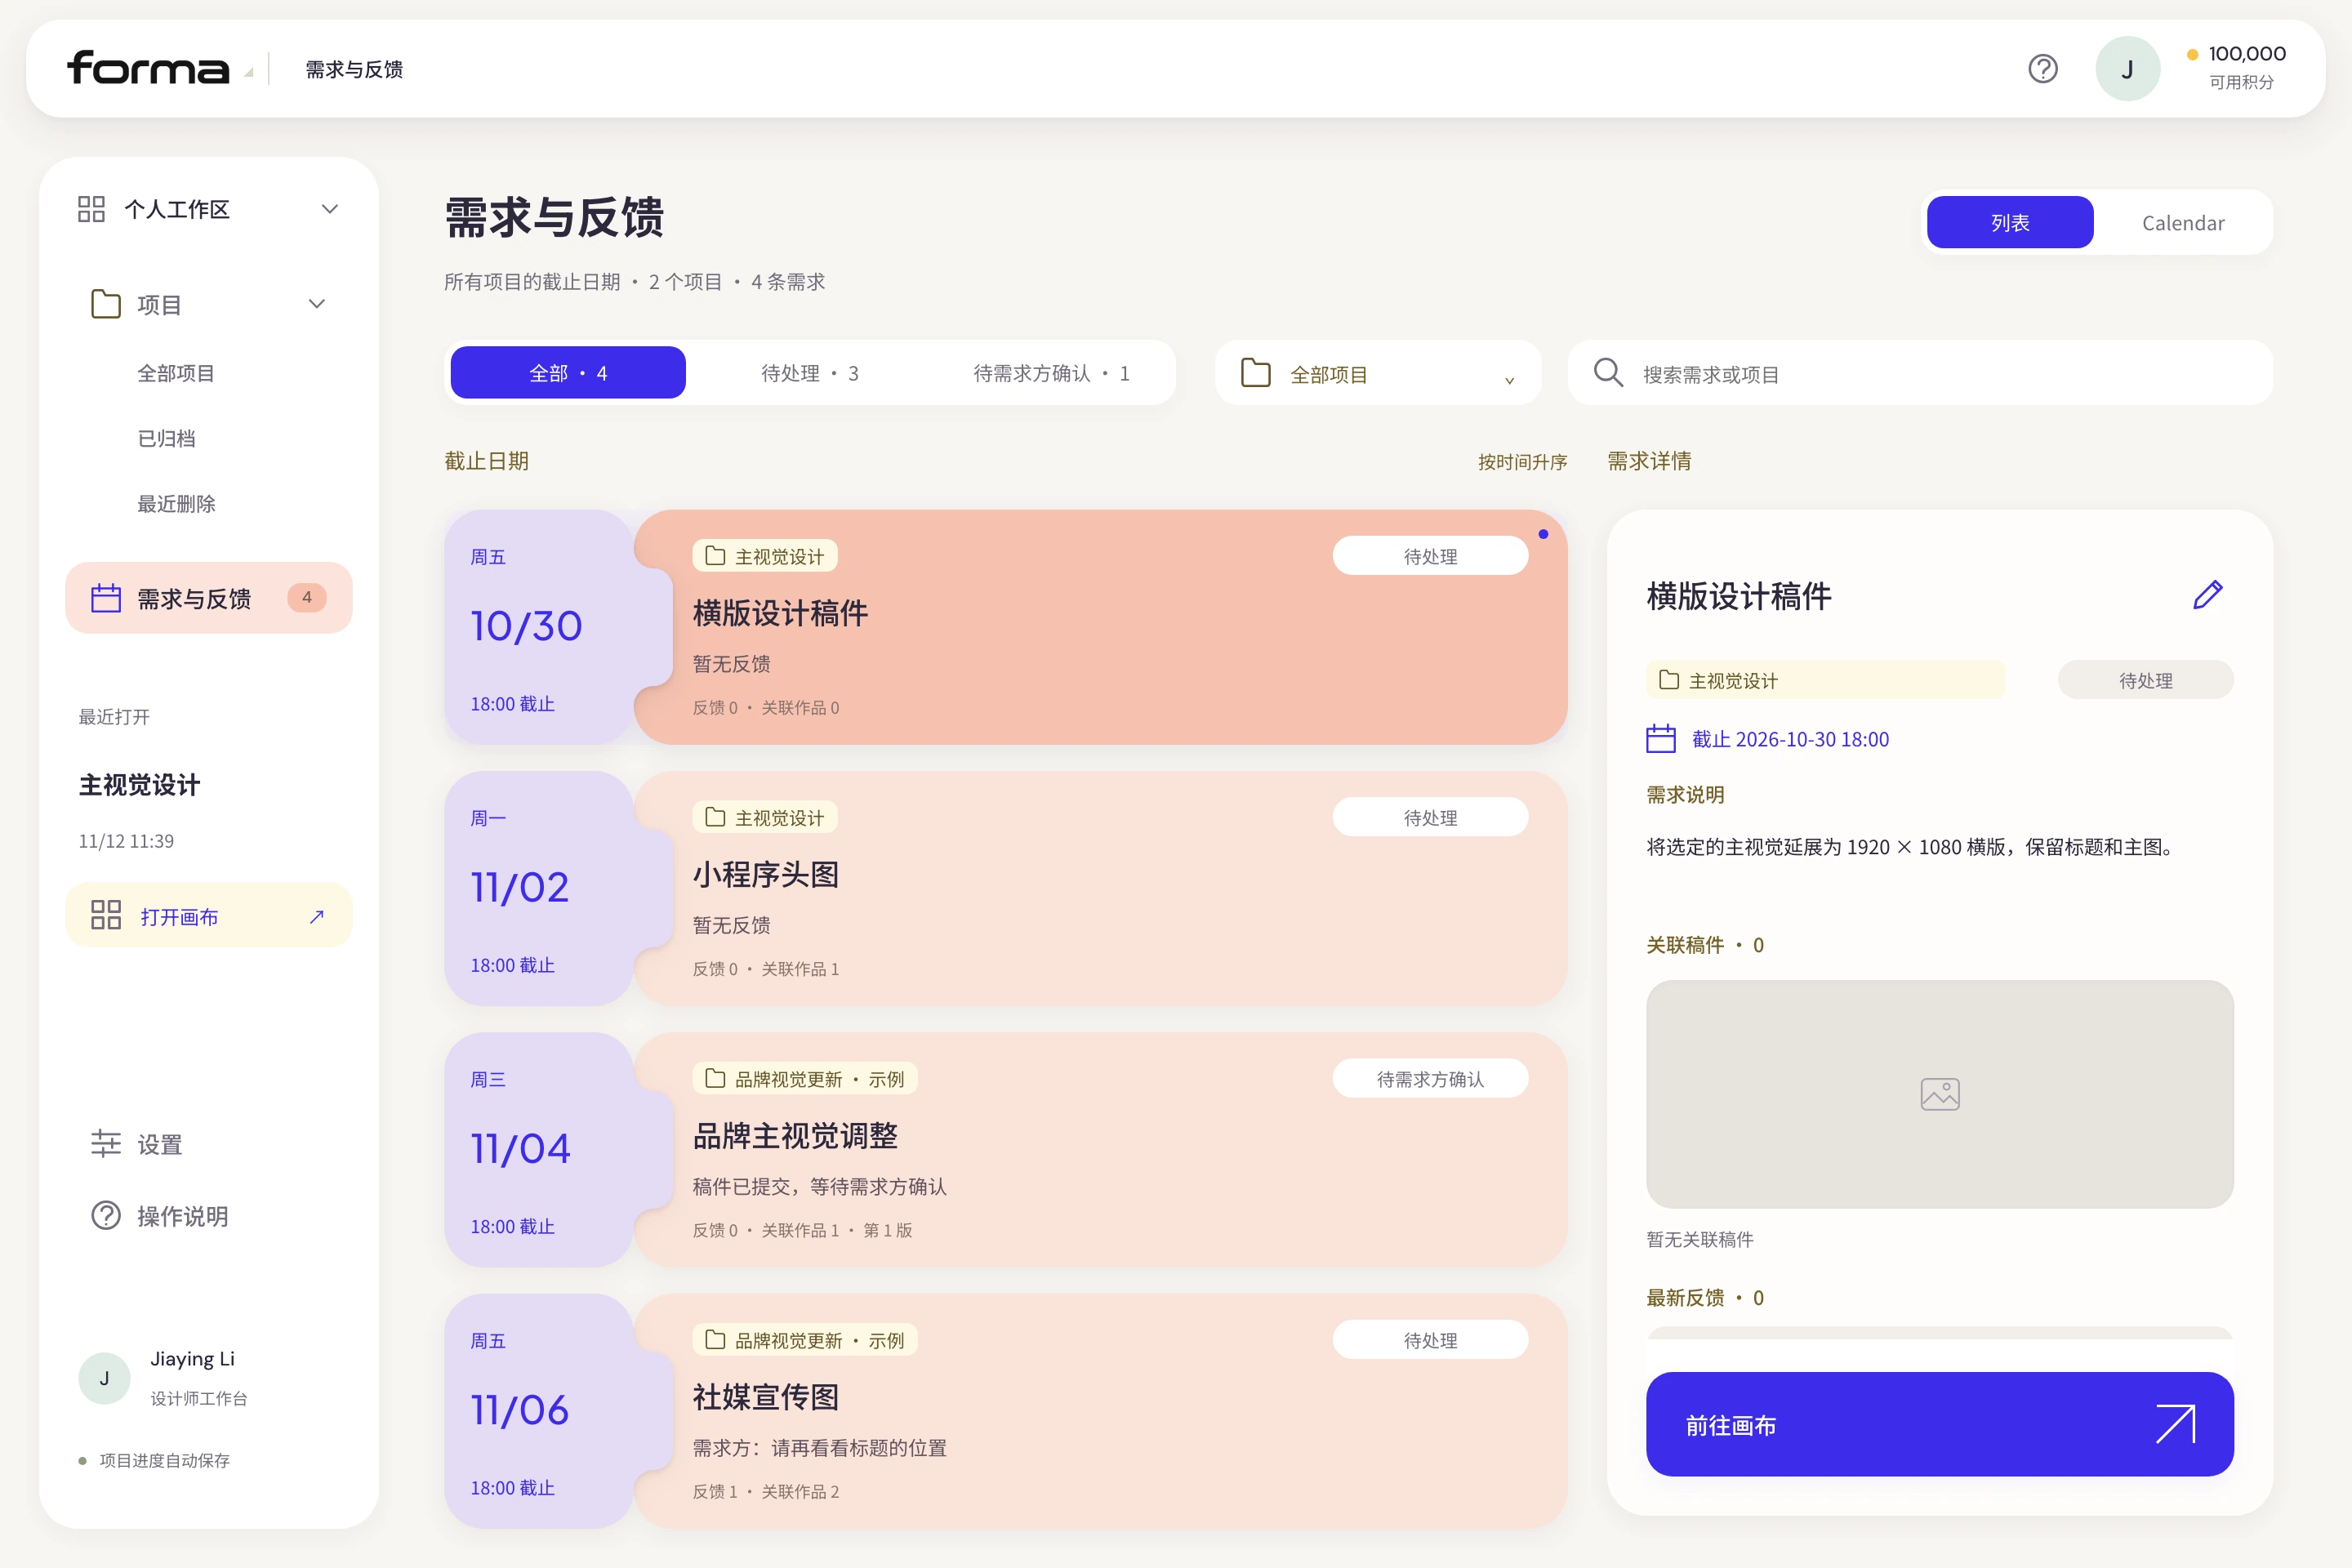 forma
需求与反馈
J
100,000
可用积分
个人工作区
项目
全部项目
已归档
最近删除
需求与反馈
4
最近打开
主视觉设计
11/12 11:39
打开画布
设置
操作说明
J
Jiaying Li
设计师工作台
项目进度自动保存
需求与反馈
所有项目的截止日期 · 2 个项目 · 4 条需求
列表
Calendar
全部 · 4
待处理 · 3
待需求方确认 · 1
全部项目
搜索需求或项目
截止日期
按时间升序
周五
10/30
18:00 截止
主视觉设计
待处理
横版设计稿件
暂无反馈
反馈 0 · 关联作品 0
周一
11/02
18:00 截止
主视觉设计
待处理
小程序头图
暂无反馈
反馈 0 · 关联作品 1
周三
11/04
18:00 截止
品牌视觉更新 · 示例
待需求方确认
品牌主视觉调整
稿件已提交，等待需求方确认
反馈 0 · 关联作品 1 · 第 1 版
周五
11/06
18:00 截止
品牌视觉更新 · 示例
待处理
社媒宣传图
需求方：请再看看标题的位置
反馈 1 · 关联作品 2
需求详情
横版设计稿件
主视觉设计
待处理
截止 2026-10-30 18:00
需求说明
将选定的主视觉延展为 1920 × 1080 横版，保留标题和主图。
关联稿件 · 0
暂无关联稿件
最新反馈 · 0
前往画布